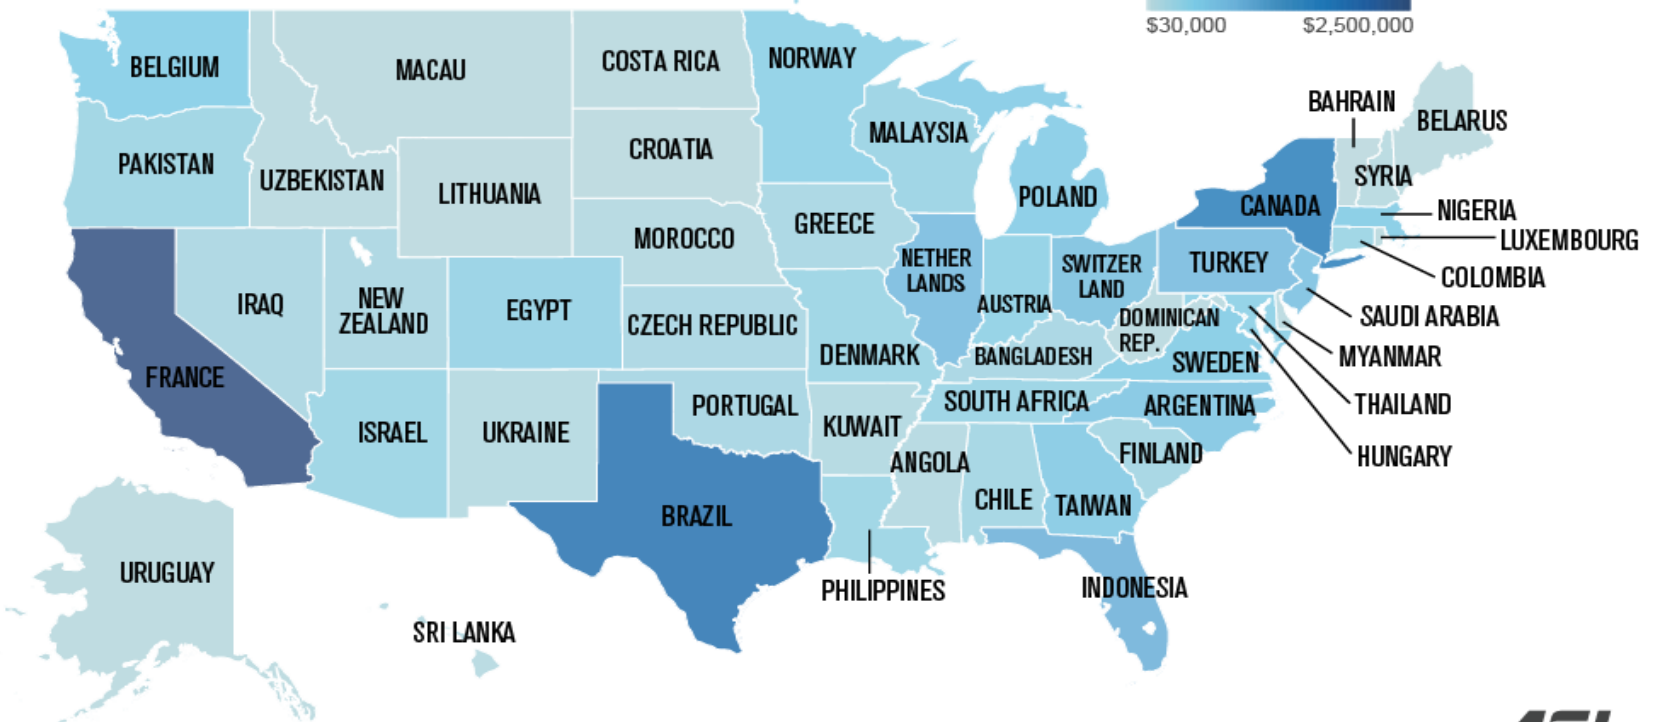 $30,000
$2,500,000
BELGIUM
MACAU
COSTA RICA
NORWAY
BAHRAIN
BELARUS
PAKISTAN
UZBEKISTAN
LITHUANIA
CROATIA
MALAYSIA
SYRIA
POLAND
CANADA
NIGERIA
LUXEMBOURG
COLOMBIA
MOROCCO
GREECE
NETHER
LANDS
SWITZER
LAND
TURKEY
SAUDI ARABIA
IRAQ
NEW
ZEALAND
EGYPT
CZECH REPUBLIC
AUSTRIA
DOMINICAN
REP.
MYANMAR
FRANCE
DENMARK
BANGLADESH
SWEDEN
THAILAND
ISRAEL
UKRAINE
PORTUGAL
KUWAIT
SOUTH AFRICA
ARGENTINA
HUNGARY
ANGOLA
FINLAND
BRAZIL
CHILE
TAIWAN
URUGUAY
SRI LANKA
PHILIPPINES
INDONESIA